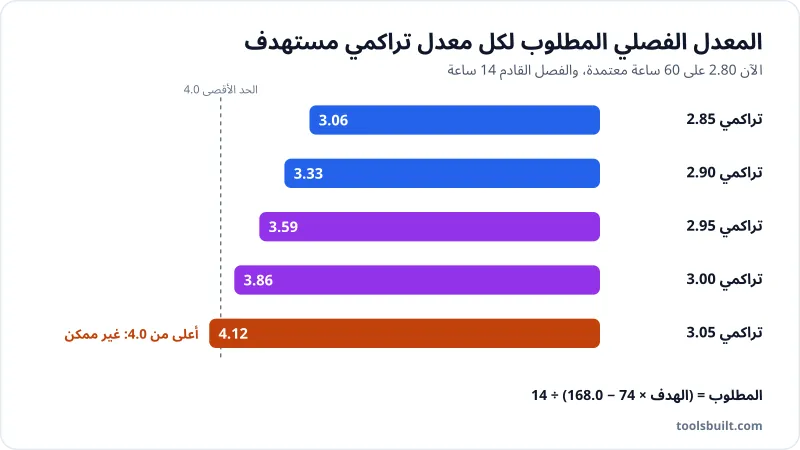 المعدل الفصلي المطلوب لكل معدل تراكمي مستهدف
الآن 2.80 على 60 ساعة معتمدة، والفصل القادم 14 ساعة
الحد الأقصى 4.0
تراكمي 2.85
3.06
تراكمي 2.90
3.33
تراكمي 2.95
3.59
تراكمي 3.00
3.86
تراكمي 3.05
4.12
أعلى من 4.0: غير ممكن
المطلوب = (الهدف × 74 − 168.0) ÷ 14
toolsbuilt.com